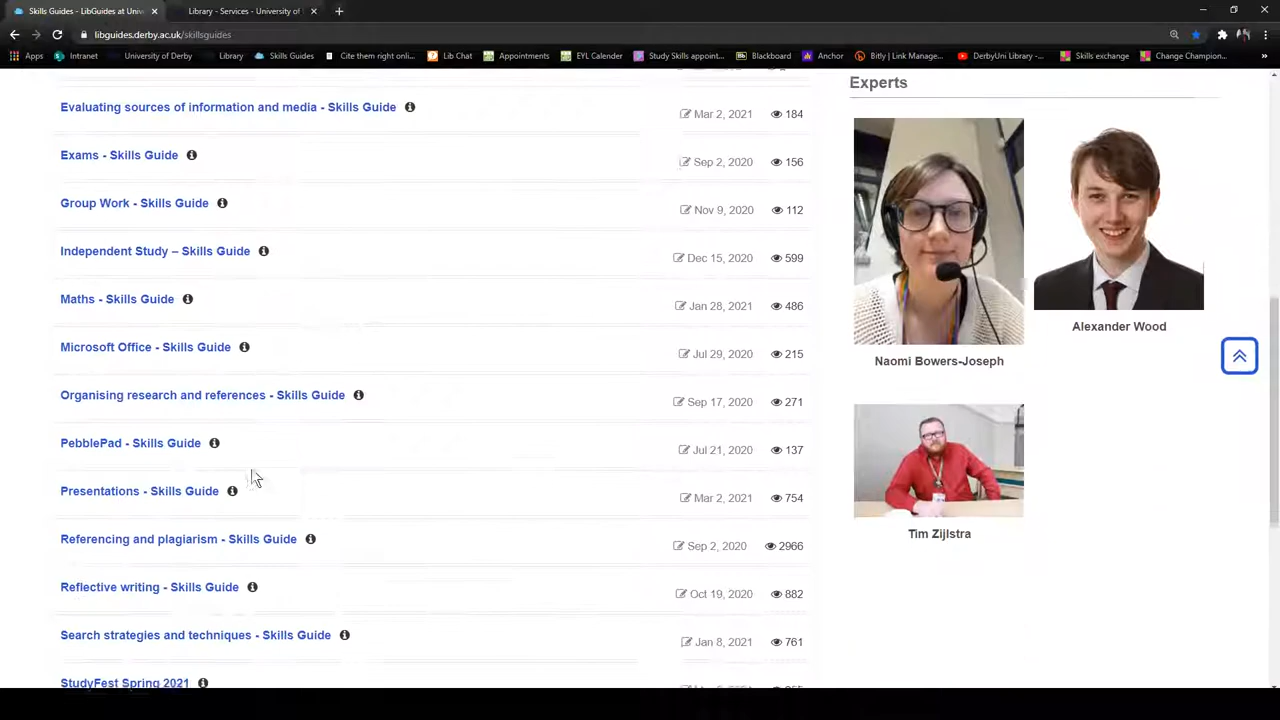 Skills Guides - LibGuides at Univ
Library - Services - University of
libguides.derby.ac.uk/skillsguides
Apps Intranet University of Derby Library Skills Guides Cite them right onlin... Lib Chat Appointments EYL Calender Study Skills appoint... Blackboard Anchor Bitly | Link Manage... DerbyUni Library -... Skills exchange Change Champion...
Evaluating sources of information and media - Skills Guide Mar 2, 2021 184
Exams - Skills Guide Sep 2, 2020 156
Group Work - Skills Guide Nov 9, 2020 112
Independent Study – Skills Guide Dec 15, 2020 599
Maths - Skills Guide Jan 28, 2021 486
Microsoft Office - Skills Guide Jul 29, 2020 215
Organising research and references - Skills Guide Sep 17, 2020 271
PebblePad - Skills Guide Jul 21, 2020 137
Presentations - Skills Guide Mar 2, 2021 754
Referencing and plagiarism - Skills Guide Sep 2, 2020 2966
Reflective writing - Skills Guide Oct 19, 2020 882
Search strategies and techniques - Skills Guide Jan 8, 2021 761
StudyFest Spring 2021
Experts
Naomi Bowers-Joseph
Alexander Wood
Tim Zijlstra